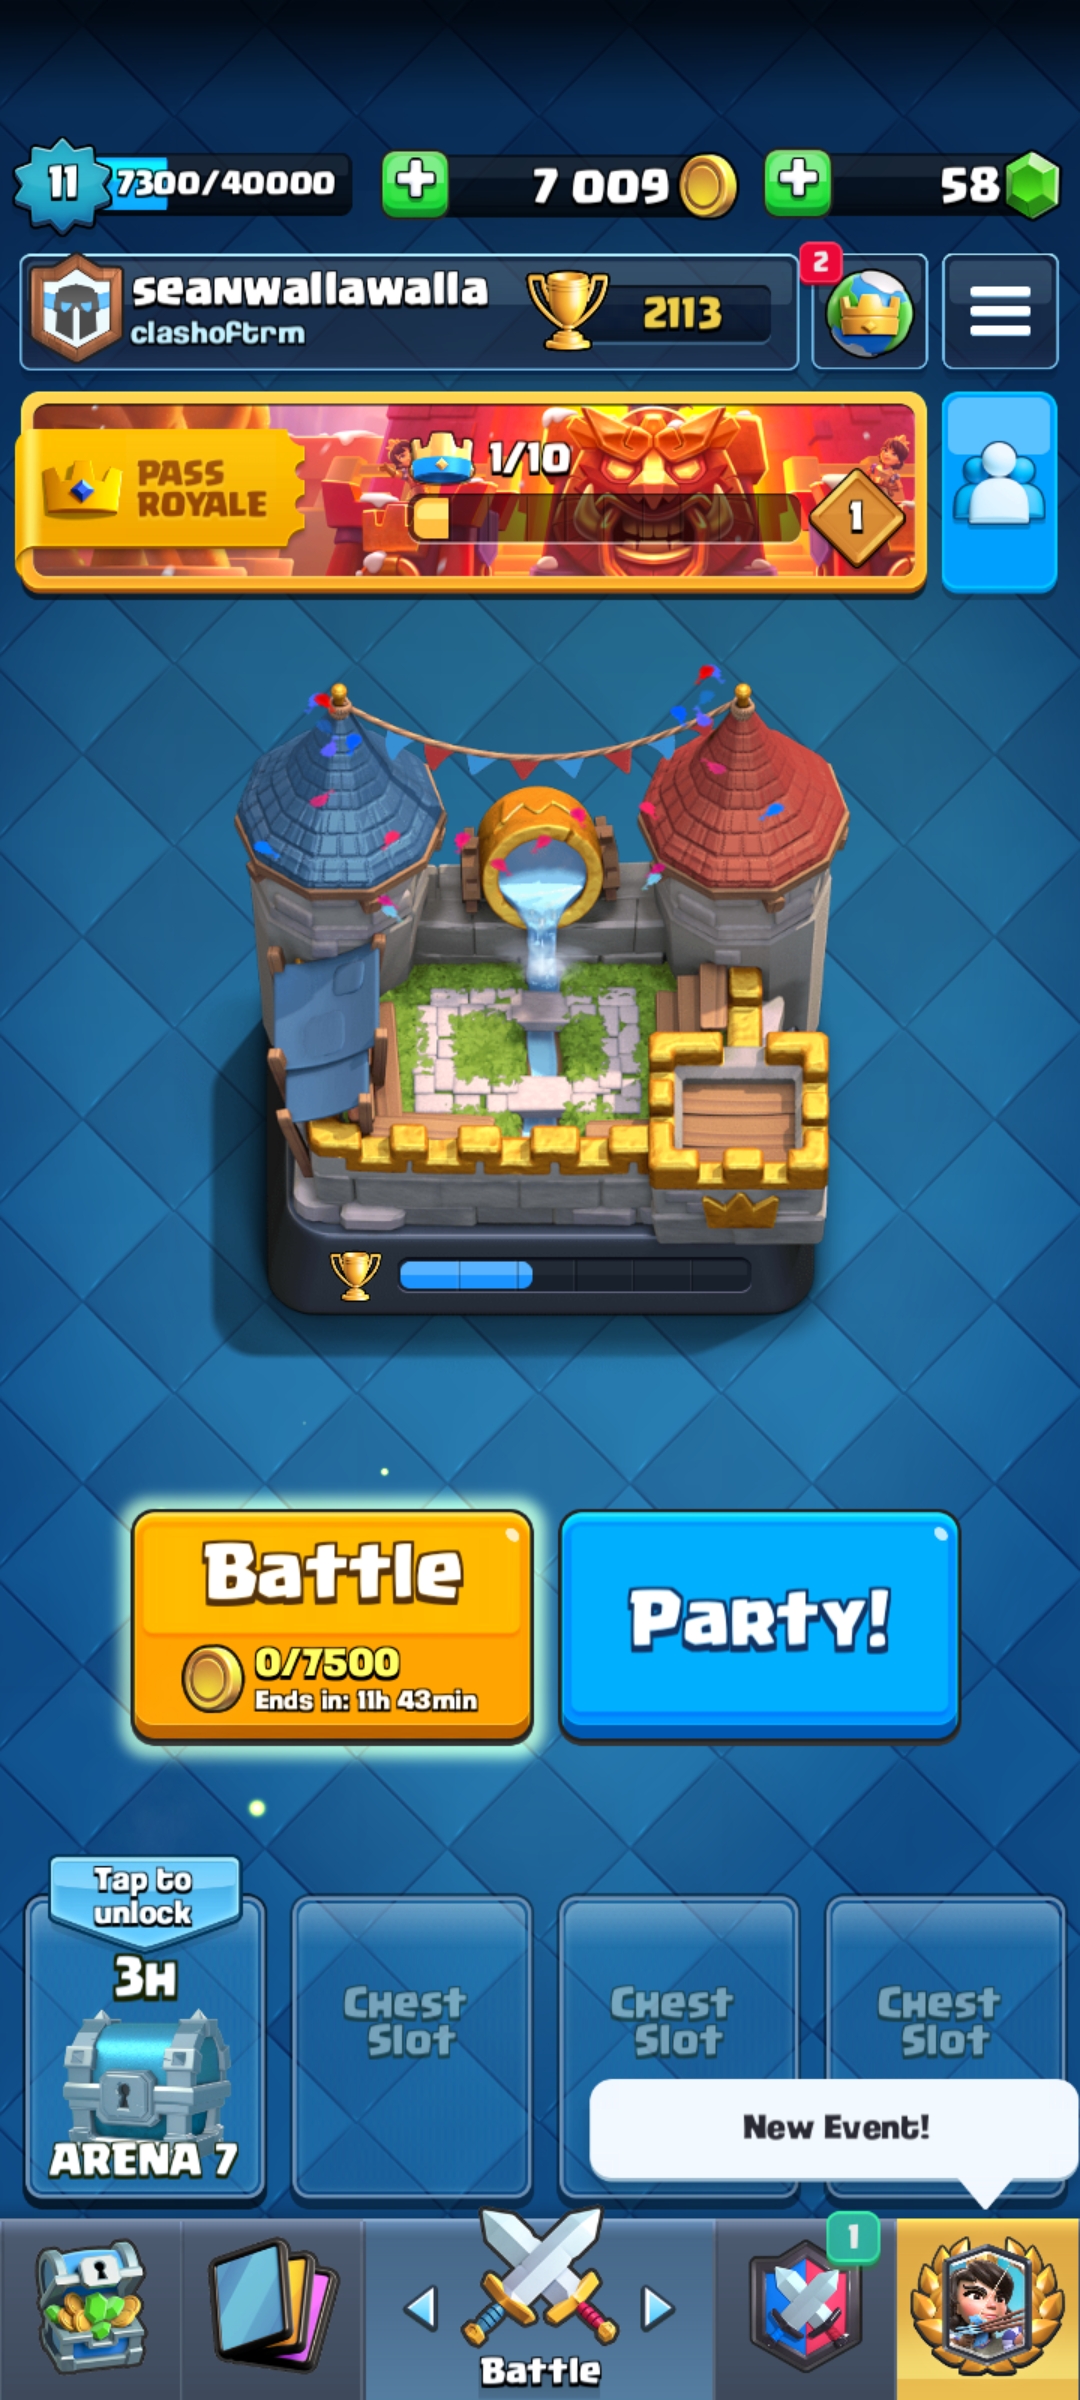 11
7300/40000
7 009
58
seanwallawalla
clashoftrm
2113
2
PASS
ROYALE
1/10
1
Battle
0/7500
Ends in: 11h 43min
Party!
Tap to
unlock
3H
ARENA 7
Chest
Slot
Chest
Slot
Chest
Slot
New Event!
1
Battle